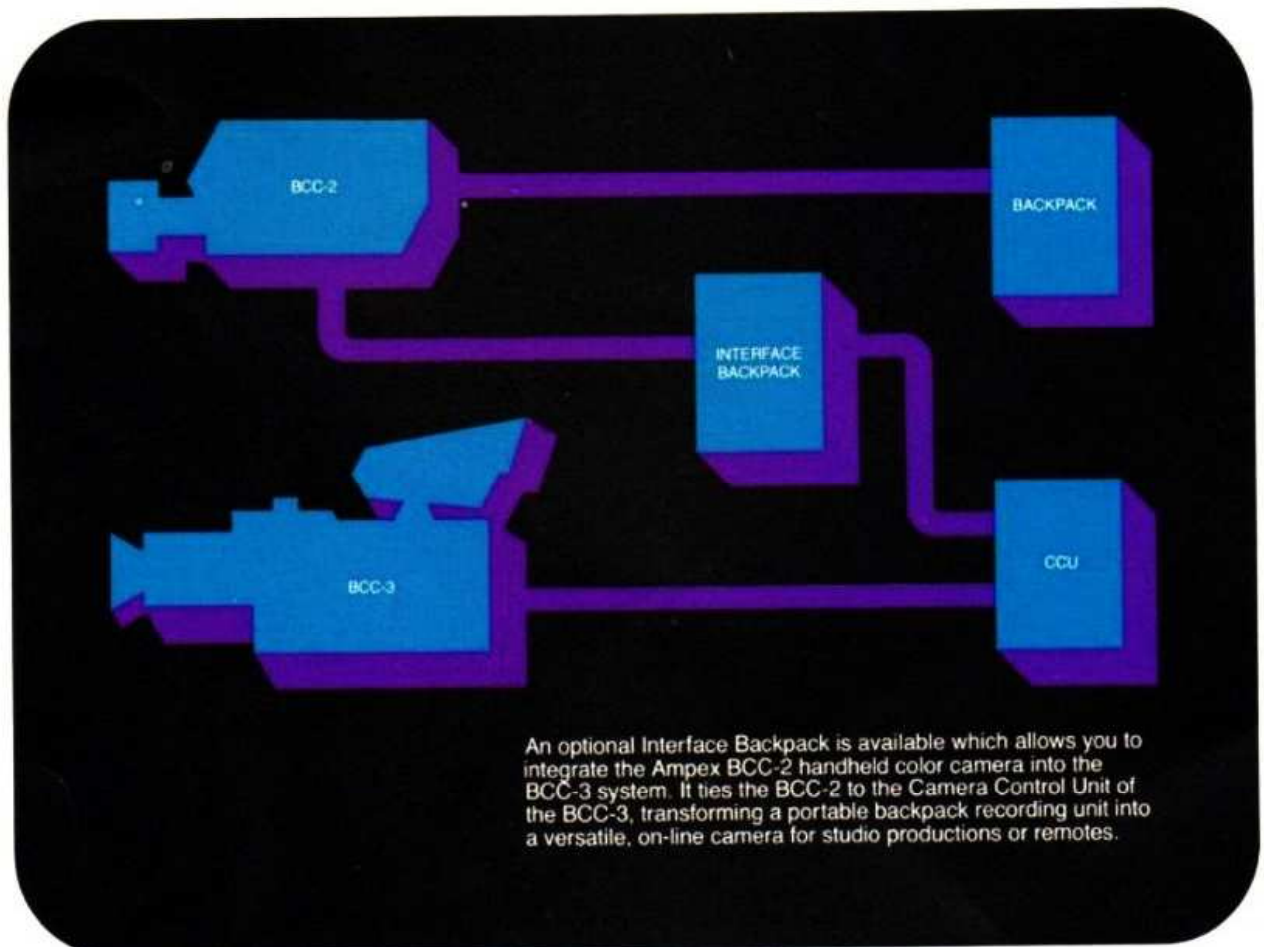 BCC-2
BACKPACK
INTERFACE
BACKPACK
BCC-3
CCU
An optional Interface Backpack is available which allows you to
integrate the Ampex BCC-2 handheld color camera into the
BCC-3 system. It ties the BCC-2 to the Camera Control Unit of
the BCC-3, transforming a portable backpack recording unit into
a versatile, on-line camera for studio productions or remotes.